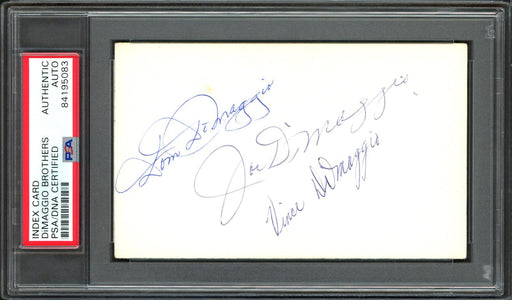 INDEX CARD
DiMAGGIO BROTHERS
PSA/DNA CERTIFIED
AUTHENTIC
AUTO
84195083
PSA
Dom DiMaggio
Joe DiMaggio
Vince DiMaggio